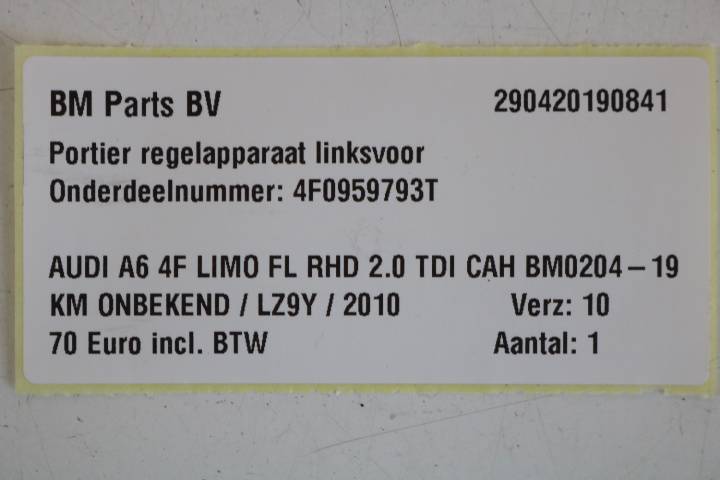 BM Parts BV 290420190841
Portier regelapparaat linksvoor
Onderdeelnummer: 4F0959793T
AUDI A6 4F LIMO FL RHD 2.0 TDI CAH BM0204-19
KM ONBEKEND / LZ9Y / 2010 Verz: 10
70 Euro incl. BTW Aantal: 1